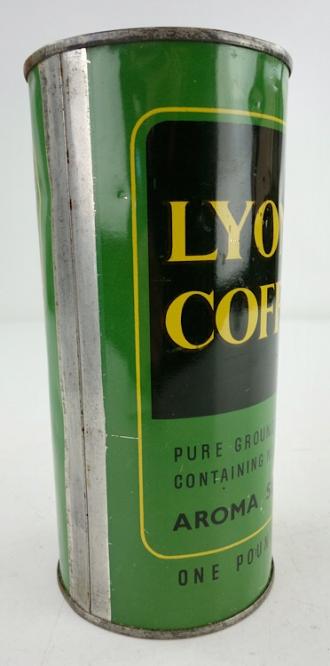 LYO
COF
PURE GROUN
CONTAINING
AROMA S
ONE POUN